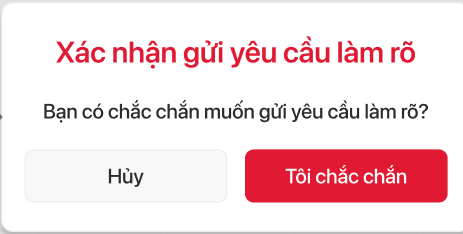 Xác nhận gửi yêu cầu làm rõ
Bạn có chắc chắn muốn gửi yêu cầu làm rõ?
Hủy
Tôi chắc chắn